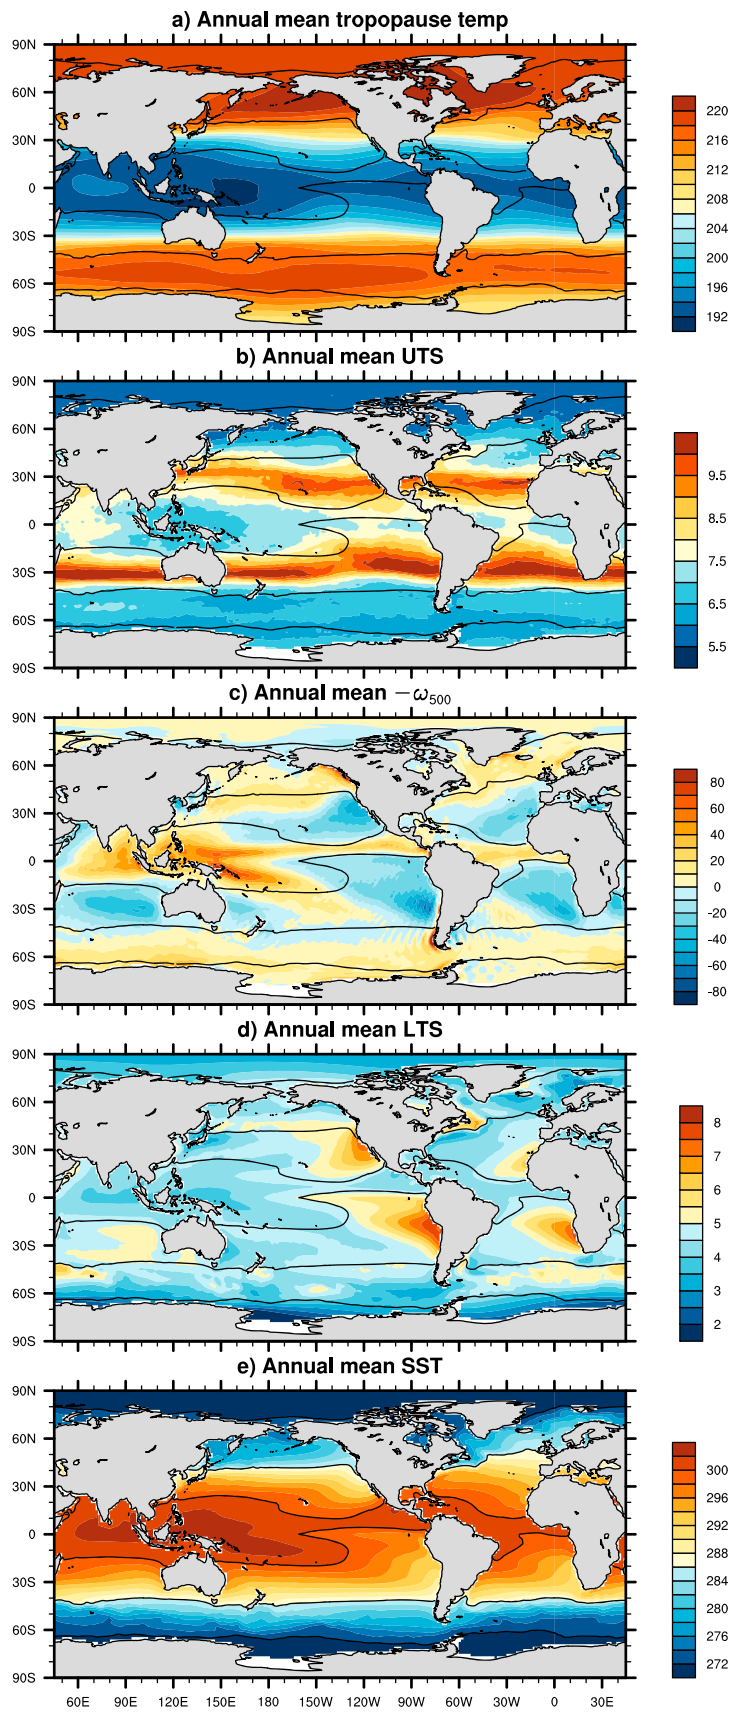 a) Annual mean tropopause temp
90N
60N
30N
0
30S
60S
90S
220
216
212
208
204
200
196
192
b) Annual mean UTS
90N
60N
30N
0
30S
60S
90S
9.5
8.5
7.5
6.5
5.5
c) Annual mean −ω500
90N
60N
30N
0
30S
60S
90S
80
60
40
20
0
-20
-40
-60
-80
d) Annual mean LTS
90N
60N
30N
0
30S
60S
90S
8
7
6
5
4
3
2
e) Annual mean SST
90N
60N
30N
0
30S
60S
90S
300
296
292
288
284
280
276
272
60E 90E 120E 150E 180 150W 120W 90W 60W 30W 0 30E